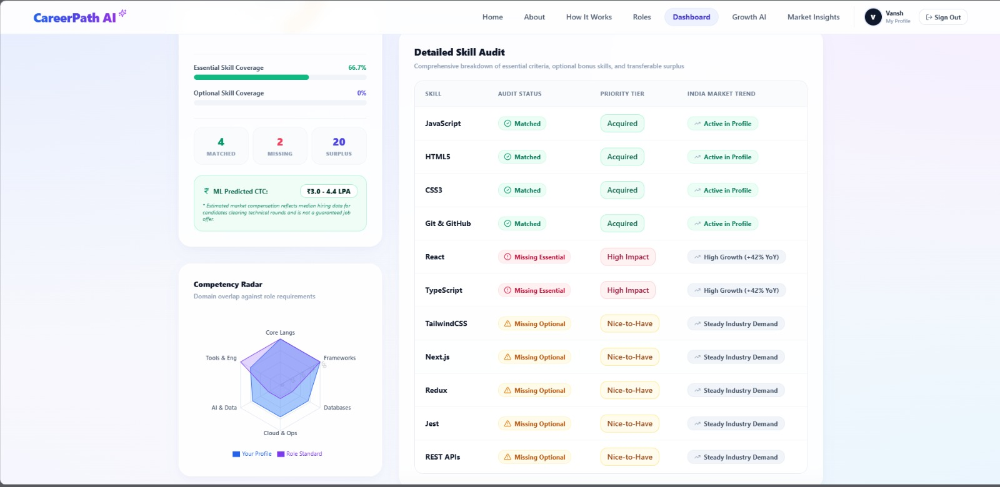 CareerPath AI
Home About How It Works Roles Dashboard Growth AI Market Insights
V Vansh
My Profile
Sign Out
Essential Skill Coverage 66.7%
Optional Skill Coverage 0%
4 2 20
MATCHED MISSING SURPLUS
₹ ML Predicted CTC: ₹3.0 - 4.4 LPA
* Estimated market compensation reflects median hiring data for
candidates clearing technical rounds and is not a guaranteed job
offer.
Competency Radar
Domain overlap against role requirements
Core Langs
Tools & Eng Frameworks
AI & Data Databases
Cloud & Ops
Your Profile Role Standard
Detailed Skill Audit
Comprehensive breakdown of essential criteria, optional bonus skills, and transferable surplus
SKILL AUDIT STATUS PRIORITY TIER INDIA MARKET TREND
JavaScript Matched Acquired Active in Profile
HTML5 Matched Acquired Active in Profile
CSS3 Matched Acquired Active in Profile
Git & GitHub Matched Acquired Active in Profile
React Missing Essential High Impact High Growth (+42% YoY)
TypeScript Missing Essential High Impact High Growth (+42% YoY)
TailwindCSS Missing Optional Nice-to-Have Steady Industry Demand
Next.js Missing Optional Nice-to-Have Steady Industry Demand
Redux Missing Optional Nice-to-Have Steady Industry Demand
Jest Missing Optional Nice-to-Have Steady Industry Demand
REST APIs Missing Optional Nice-to-Have Steady Industry Demand